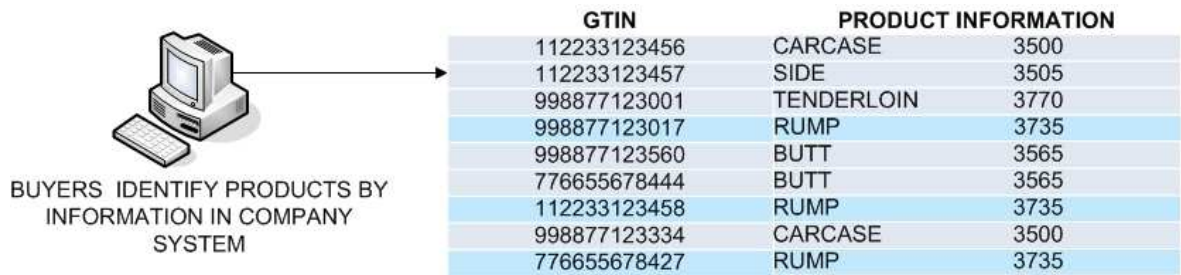 GTIN PRODUCT INFORMATION
112233123456 CARCASE 3500
112233123457 SIDE 3505
998877123001 TENDERLOIN 3770
998877123017 RUMP 3735
998877123560 BUTT 3565
776655678444 BUTT 3565
112233123458 RUMP 3735
998877123334 CARCASE 3500
776655678427 RUMP 3735
BUYERS IDENTIFY PRODUCTS BY
INFORMATION IN COMPANY
SYSTEM